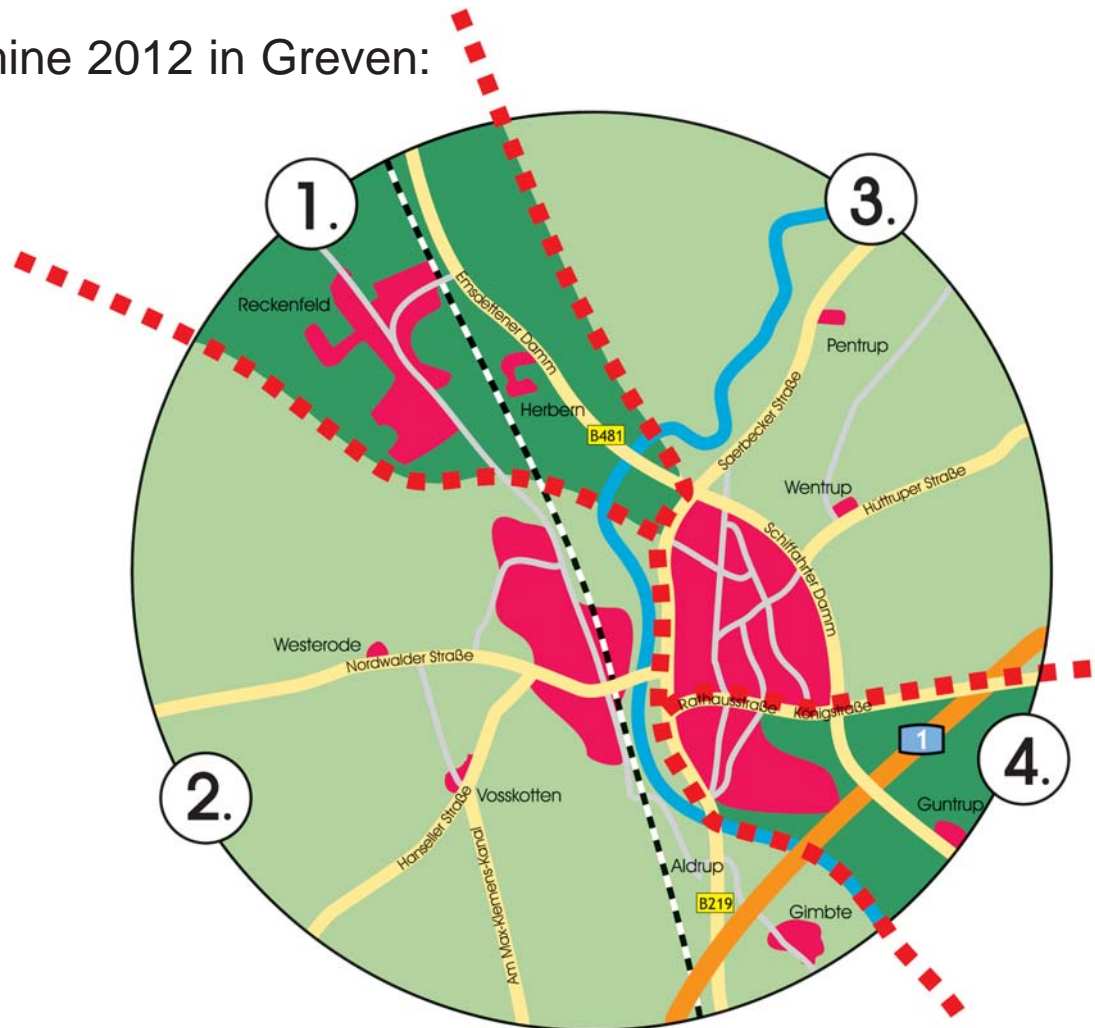 mine 2012 in Greven:
1.
3.
Reckenfeld
Emsdettener Damm
Herbern
B481
Pentrup
Saerbecker Straße
Wentrup
Hüttruper Straße
Schiffahrter Damm
Westerode
Nordwalder Straße
Rathausstraße
Königstraße
1
4.
2.
Vosskotten
Guntrup
Hanseller Straße
Am Max-Klemens-Kanal
Aldrup
B219
Gimbte